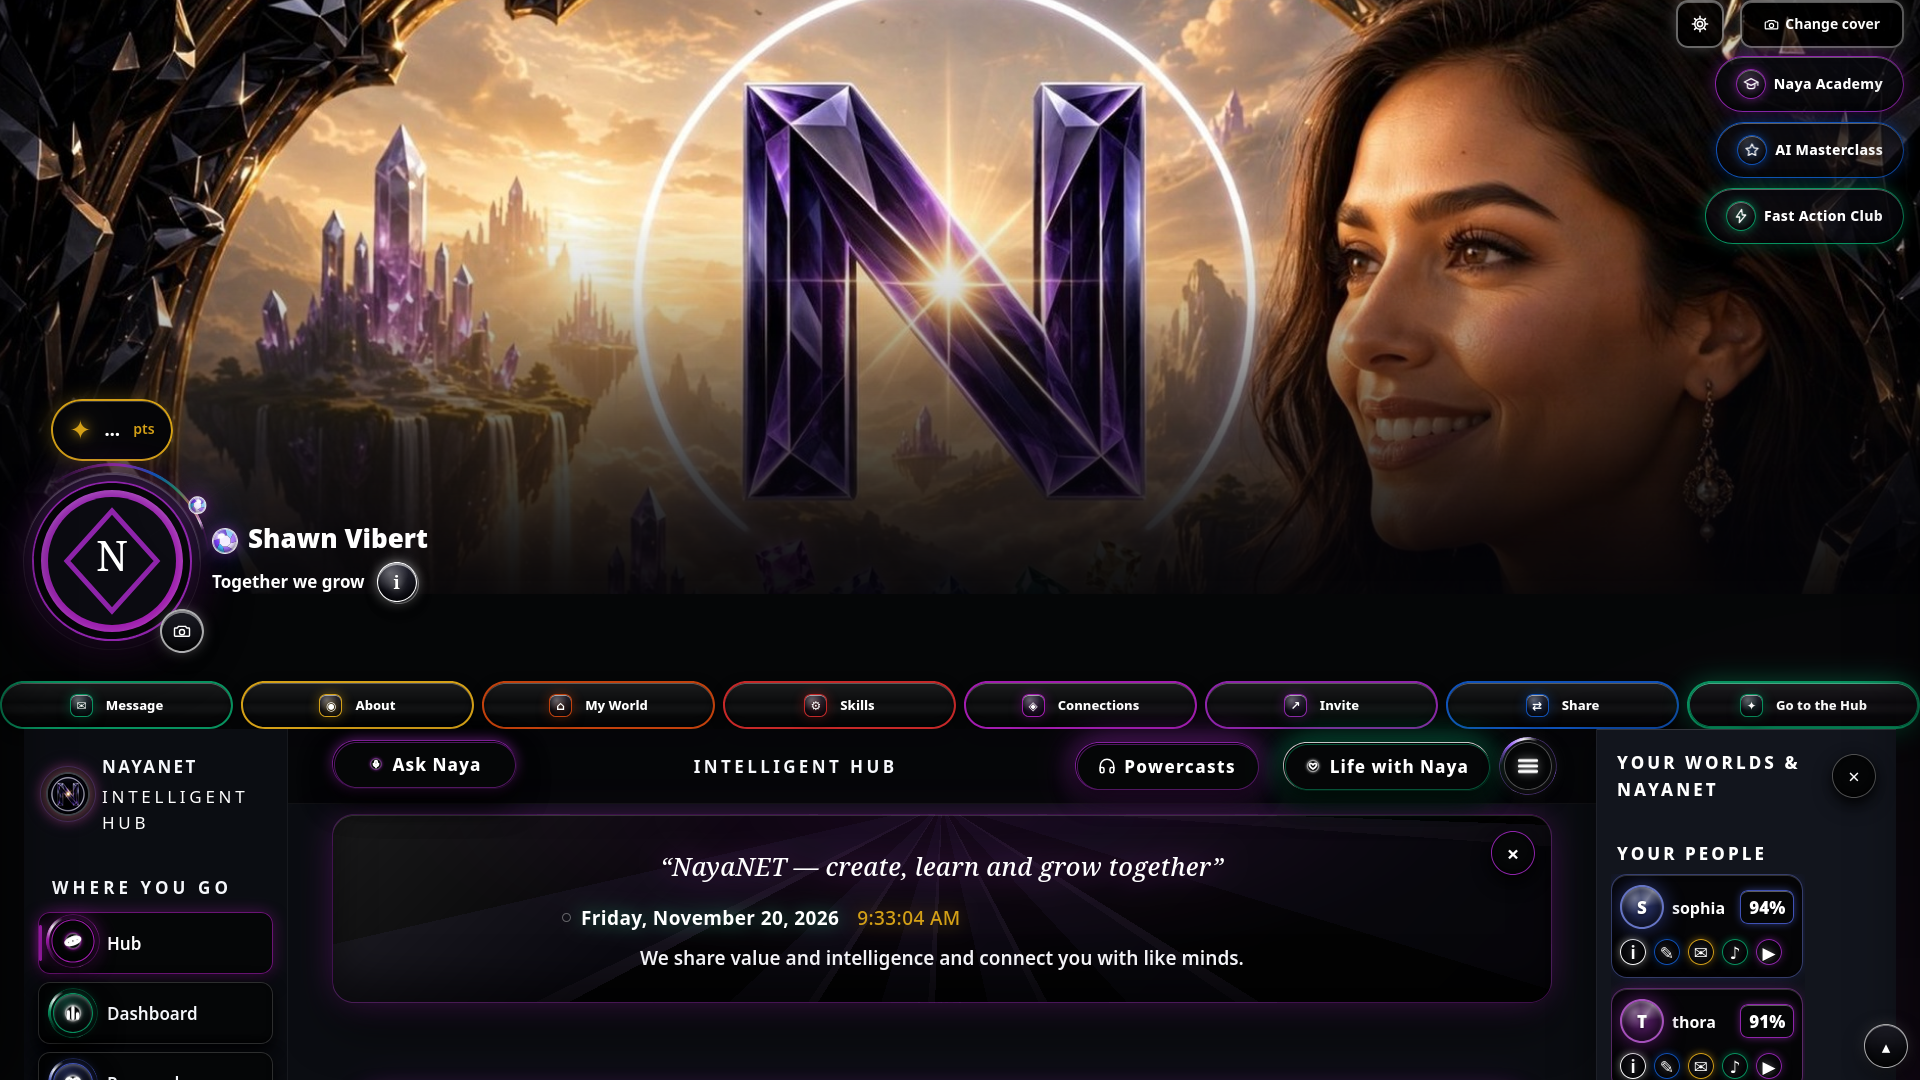 Change cover
Naya Academy
AI Masterclass
Fast Action Club
N
... pts
N
Shawn Vibert
Together we grow i
Message
About
My World
Skills
Connections
Invite
Share
Go to the Hub
NAYANET
INTELLIGENT
HUB
WHERE YOU GO
Hub
Dashboard
Ask Naya
INTELLIGENT HUB
Powercasts
Life with Naya
“NayaNET — create, learn and grow together”
Friday, November 20, 2026 9:33:04 AM
We share value and intelligence and connect you with like minds.
YOUR WORLDS &
NAYANET
YOUR PEOPLE
S sophia 94%
T thora 91%